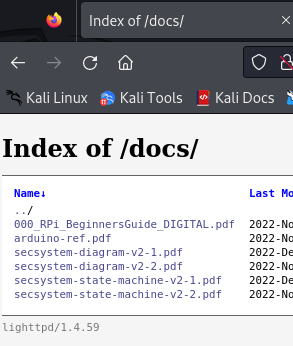 Index of /docs/
Kali Linux Kali Tools Kali Docs
Index of /docs/
Name↓ Last Mo
../
000_RPi_BeginnersGuide_DIGITAL.pdf 2022-No
arduino-ref.pdf 2022-No
secsystem-diagram-v2-1.pdf 2022-De
secsystem-diagram-v2-2.pdf 2022-No
secsystem-state-machine-v2-1.pdf 2022-De
secsystem-state-machine-v2-2.pdf 2022-No
lighttpd/1.4.59